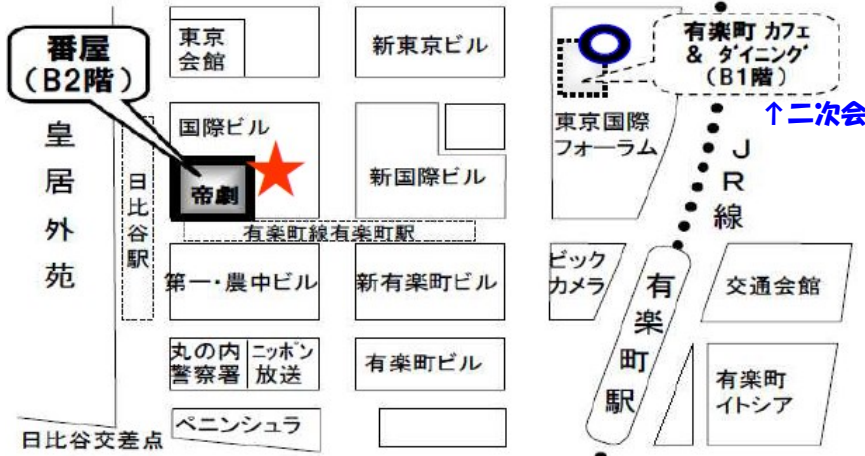 番屋
（B2階）
東京
会館
新東京ビル
有楽町 カフェ
& ダイニング
（B1階）
↑二次会
皇居外苑
日比谷駅
国際ビル
帝劇
新国際ビル
東京国際
フォーラム
JR線
有楽町線有楽町駅
第一・農中ビル
新有楽町ビル
ビック
カメラ
有楽町駅
交通会館
丸の内
警察署
ニッポン
放送
有楽町ビル
有楽町
イトシア
ペニンシュラ
日比谷交差点